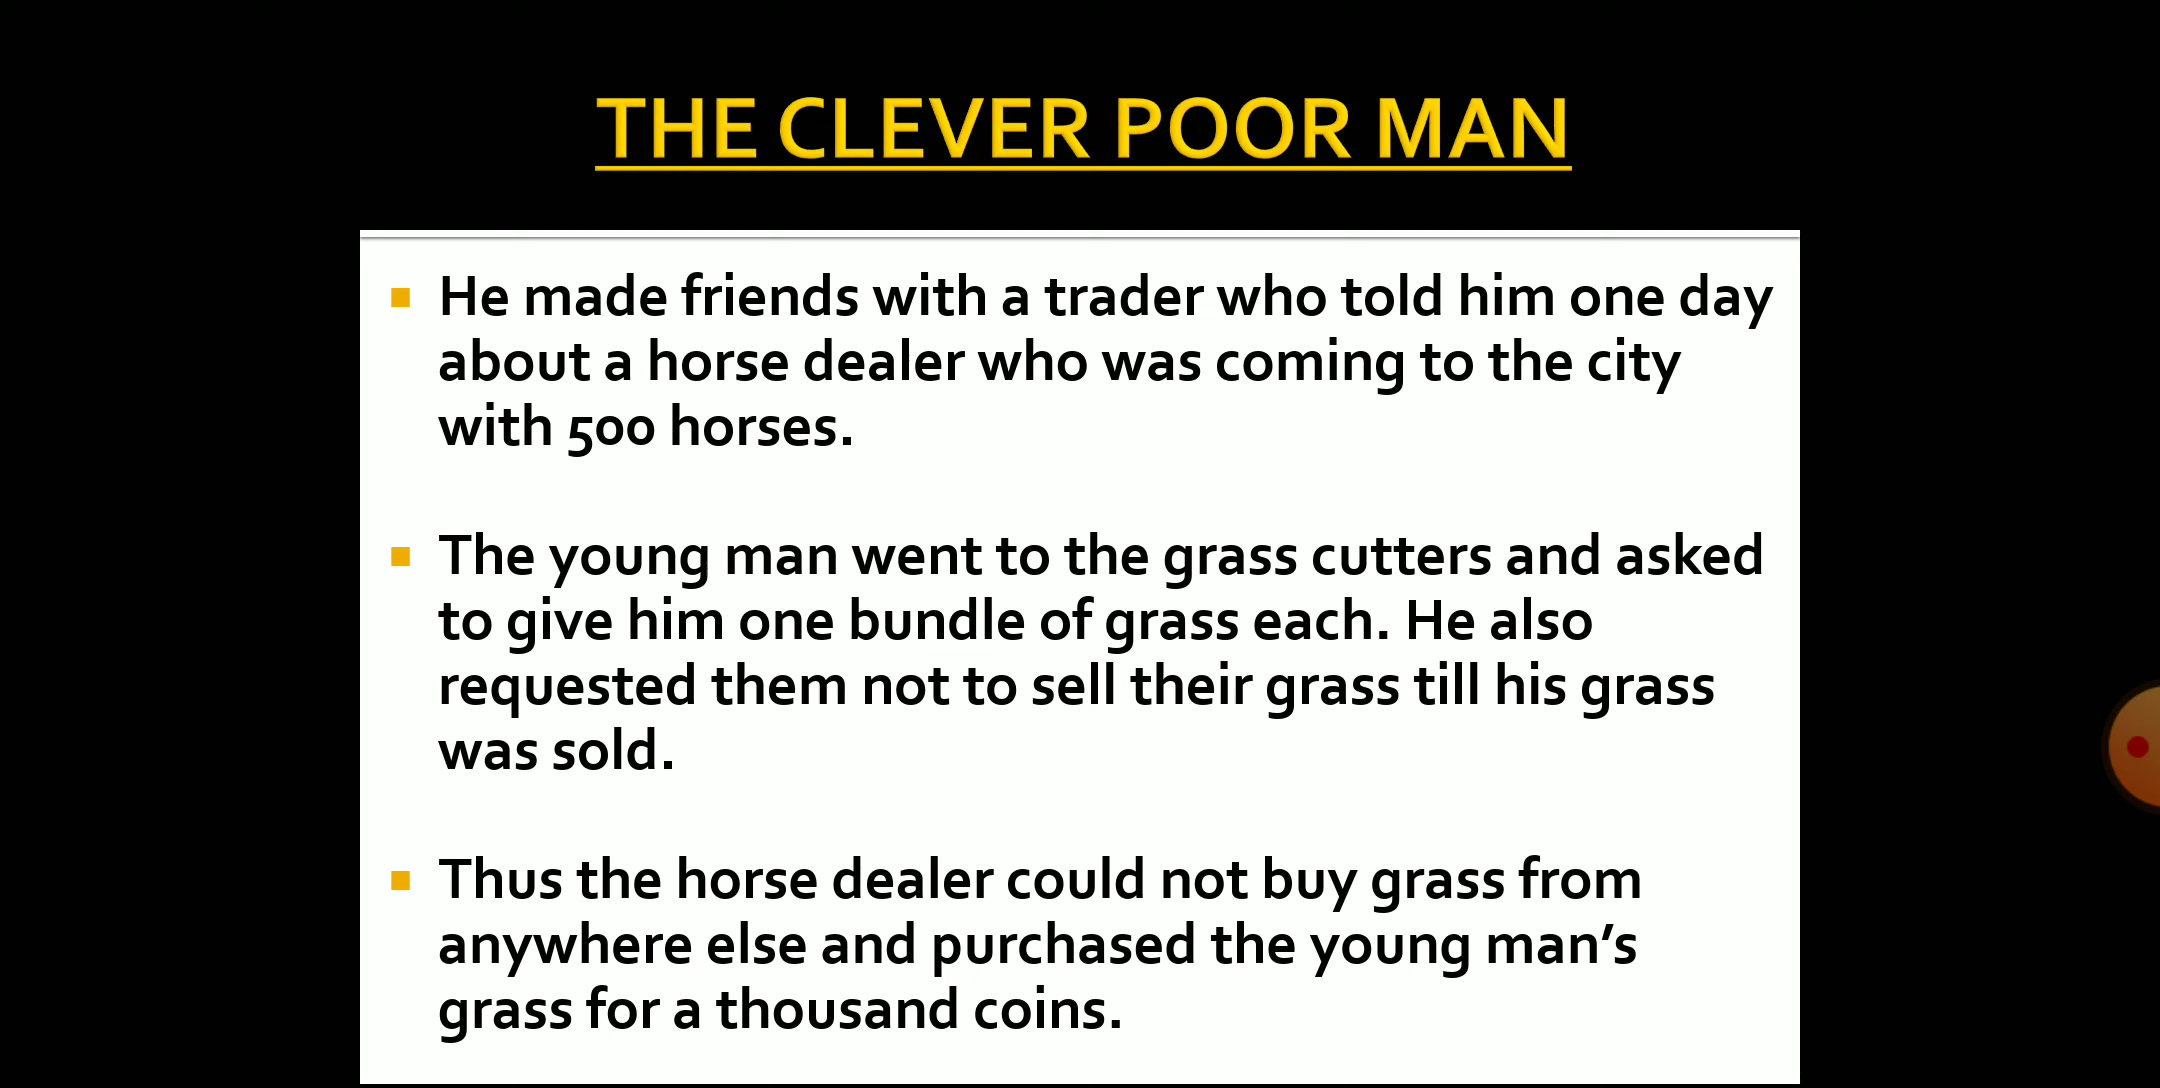 THE CLEVER POOR MAN
He made friends with a trader who told him one day
about a horse dealer who was coming to the city
with 500 horses.
The young man went to the grass cutters and asked
to give him one bundle of grass each. He also
requested them not to sell their grass till his grass
was sold.
Thus the horse dealer could not buy grass from
anywhere else and purchased the young man’s
grass for a thousand coins.